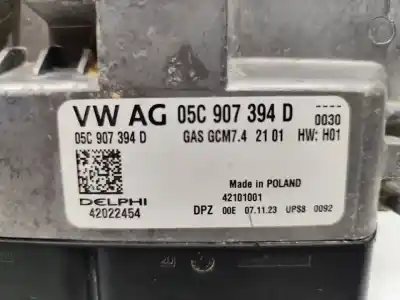 VW AG 05C 907 394 D
----
0030
05C 907 394 D GAS GCM7.4 21 01 HW: H01
Made in POLAND
DELPHI 42101001
42022454 DPZ 00E 07.11.23 UPS8 0092